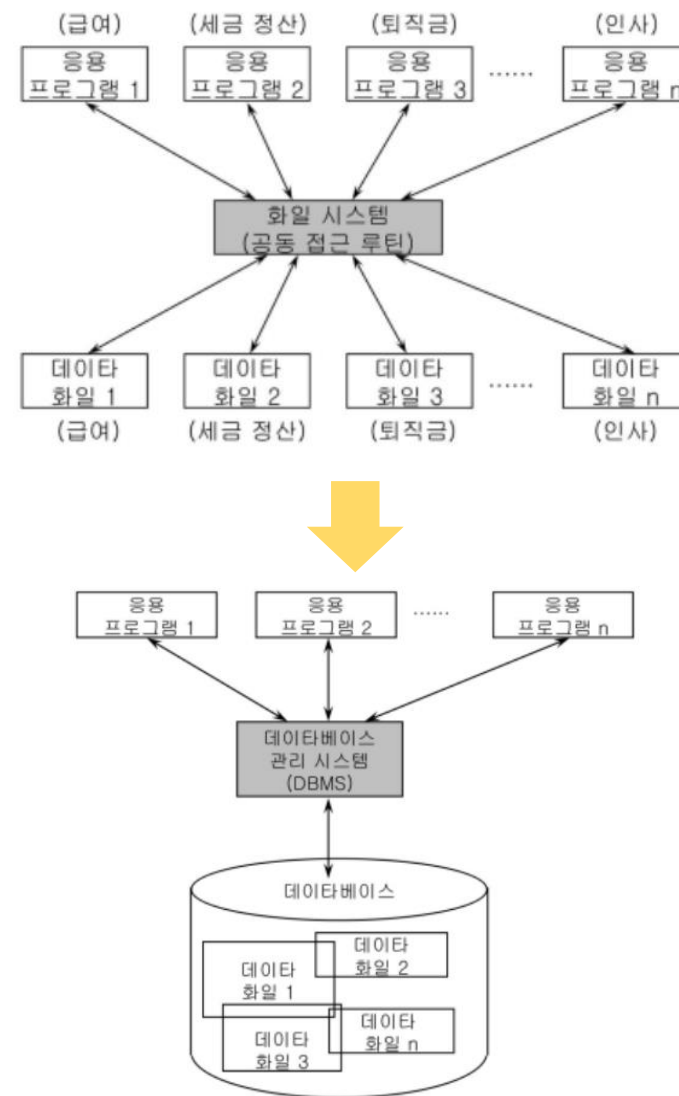 (급여) (세금 정산) (퇴직금) (인사)
응용 응용 응용 응용
프로그램 1 프로그램 2 프로그램 3 ...... 프로그램 n
화일 시스템
(공동 접근 루틴)
데이타 데이타 데이타 데이타
화일 1 화일 2 화일 3 ...... 화일 n
(급여) (세금 정산) (퇴직금) (인사)
응용 응용 ...... 응용
프로그램 1 프로그램 2 프로그램 n
데이타베이스
관리 시스템
(DBMS)
데이타베이스
데이타
화일 2
데이타
화일 1
데이타
화일 n
데이타
화일 3